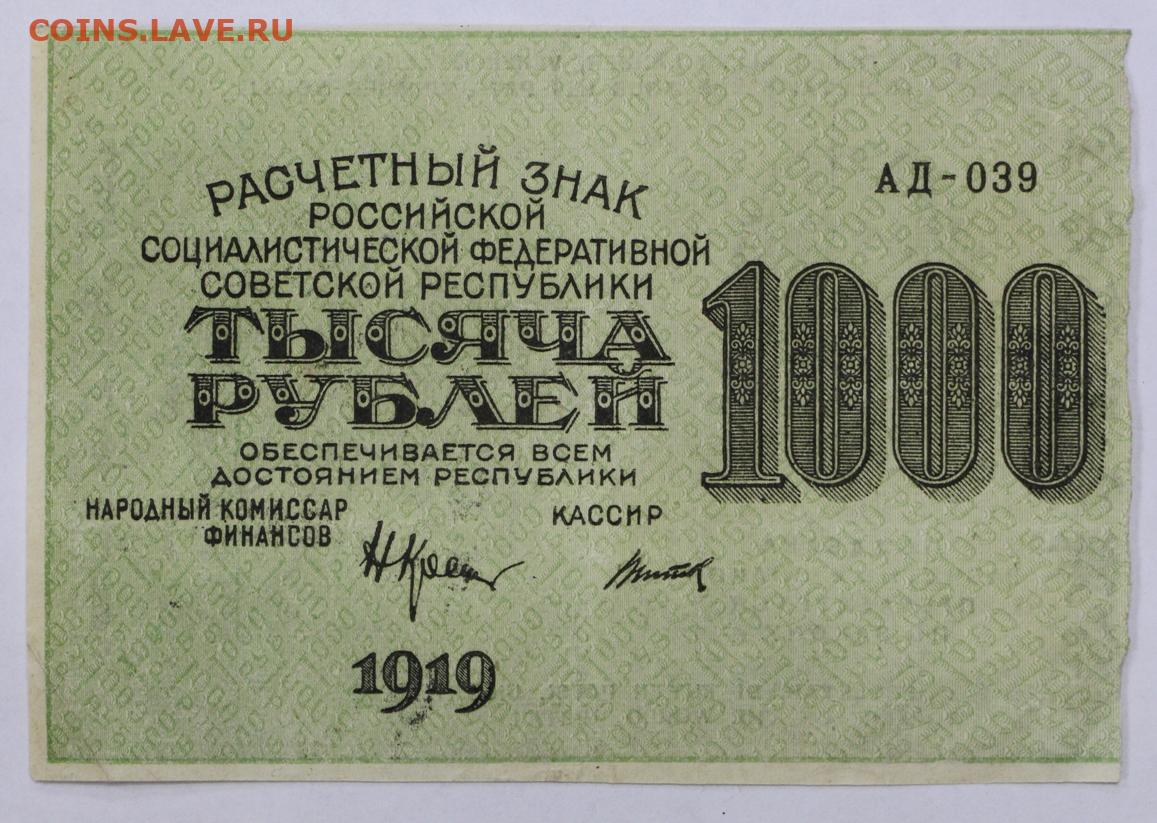 COINS.LAVE.RU
РАСЧЕТНЫЙ ЗНАК
АД-039
РОССИЙСКОЙ
СОЦИАЛИСТИЧЕСКОЙ ФЕДЕРАТИВНОЙ
СОВЕТСКОЙ РЕСПУБЛИКИ
ТЫСЯЧА
РУБЛЕЙ
1000
ОБЕСПЕЧИВАЕТСЯ ВСЕМ
ДОСТОЯНИЕМ РЕСПУБЛИКИ
НАРОДНЫЙ КОМИССАР
ФИНАНСОВ
КАССИР
1919